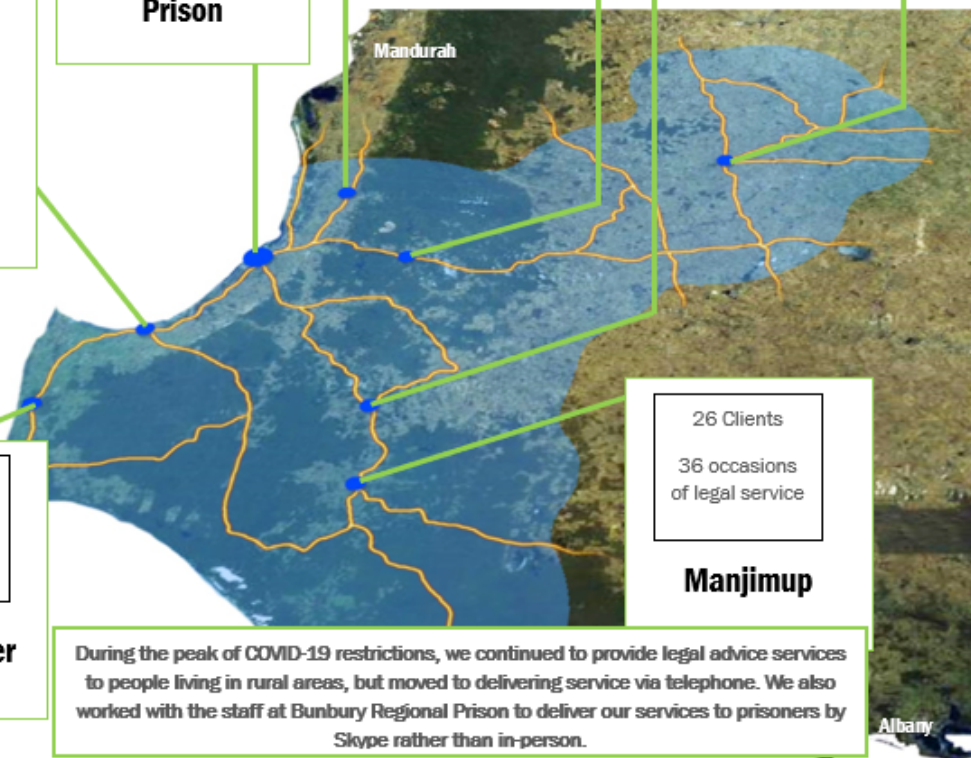 Prison
Mandurah
26 Clients
36 occasions
of legal service
Manjimup
er
During the peak of COVID-19 restrictions, we continued to provide legal advice services
to people living in rural areas, but moved to delivering service via telephone. We also
worked with the staff at Bunbury Regional Prison to deliver our services to prisoners by
Skype rather than in-person.
Albany